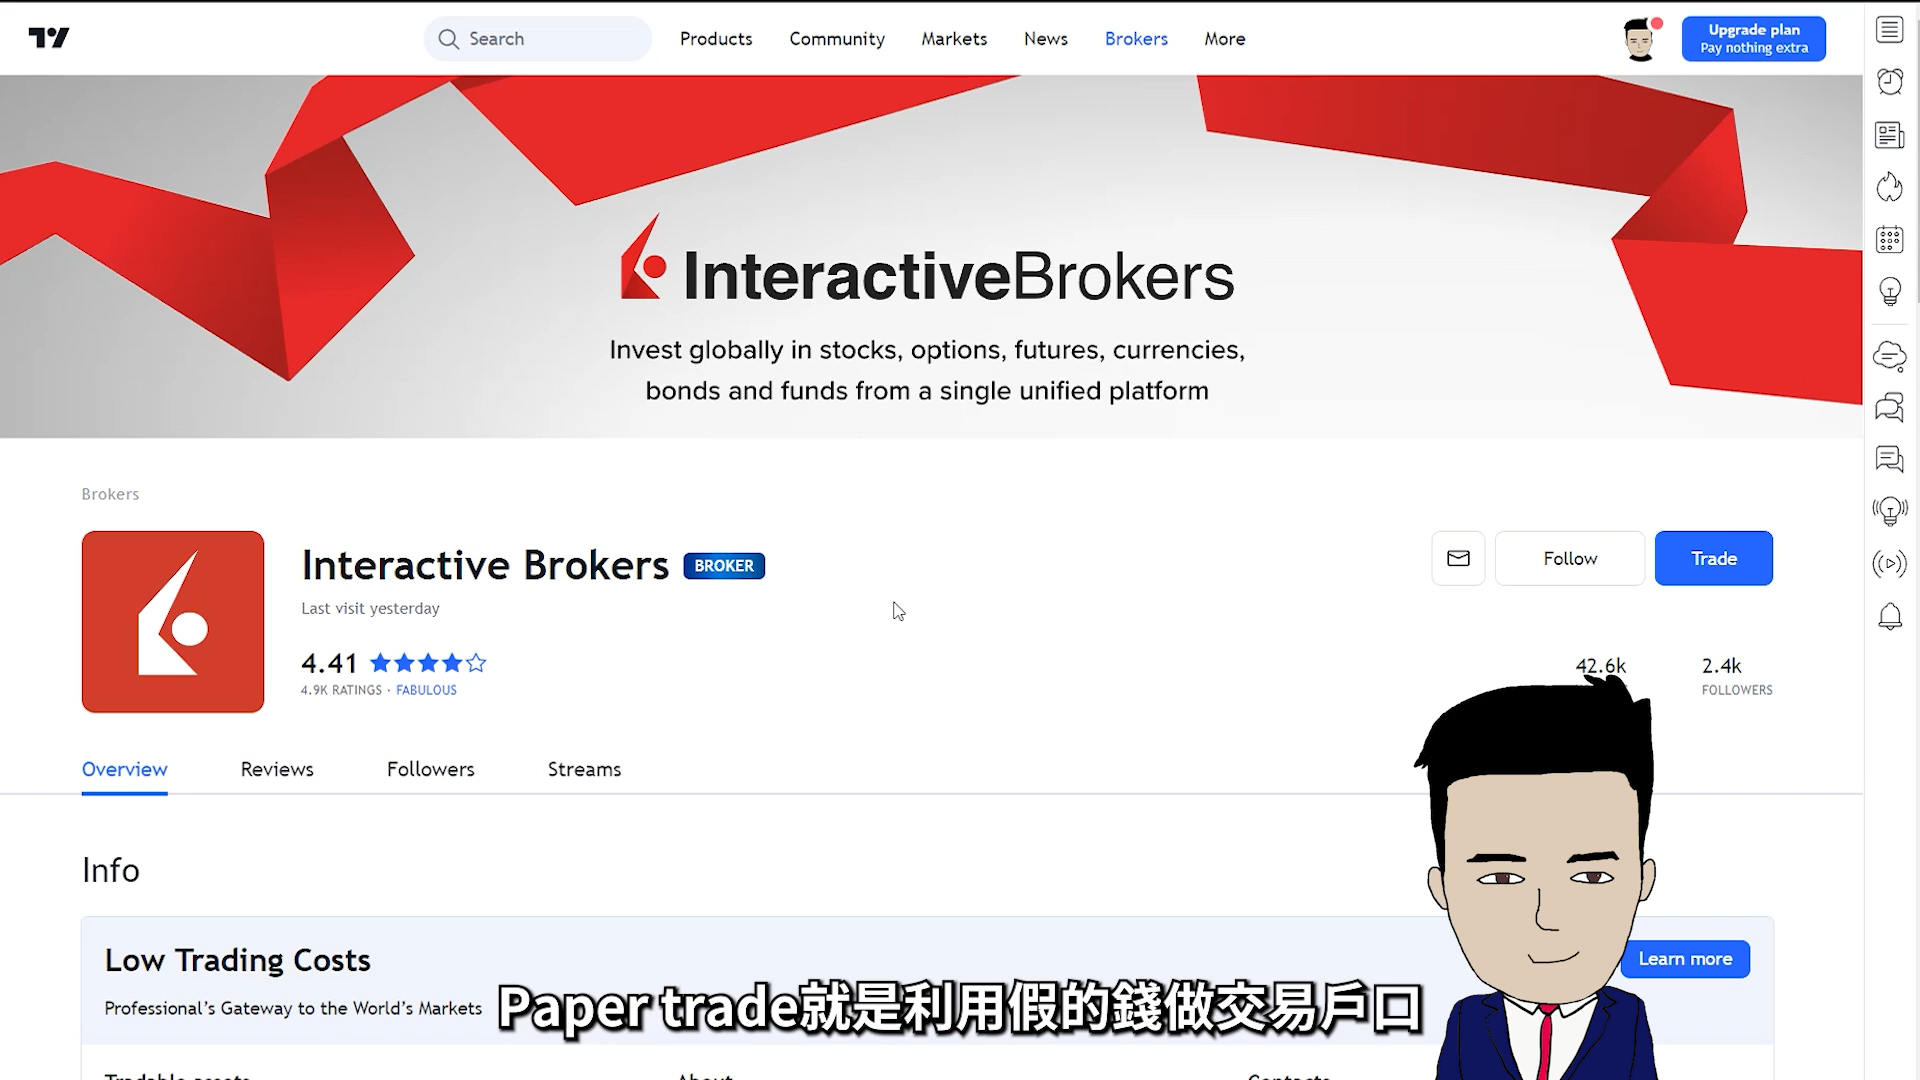 Search
Products
Community
Markets
News
Brokers
More
Upgrade plan
Pay nothing extra
InteractiveBrokers
Invest globally in stocks, options, futures, currencies,
bonds and funds from a single unified platform
Brokers
Interactive Brokers
BROKER
Last visit yesterday
Follow
Trade
4.41
4.9K RATINGS · FABULOUS
42.6k
2.4k
FOLLOWERS
Overview
Reviews
Followers
Streams
Info
Low Trading Costs
Professional's Gateway to the World's Markets
Learn more
Paper trade就是利用假的錢做交易戶口
Tradable assets
About
Contacts